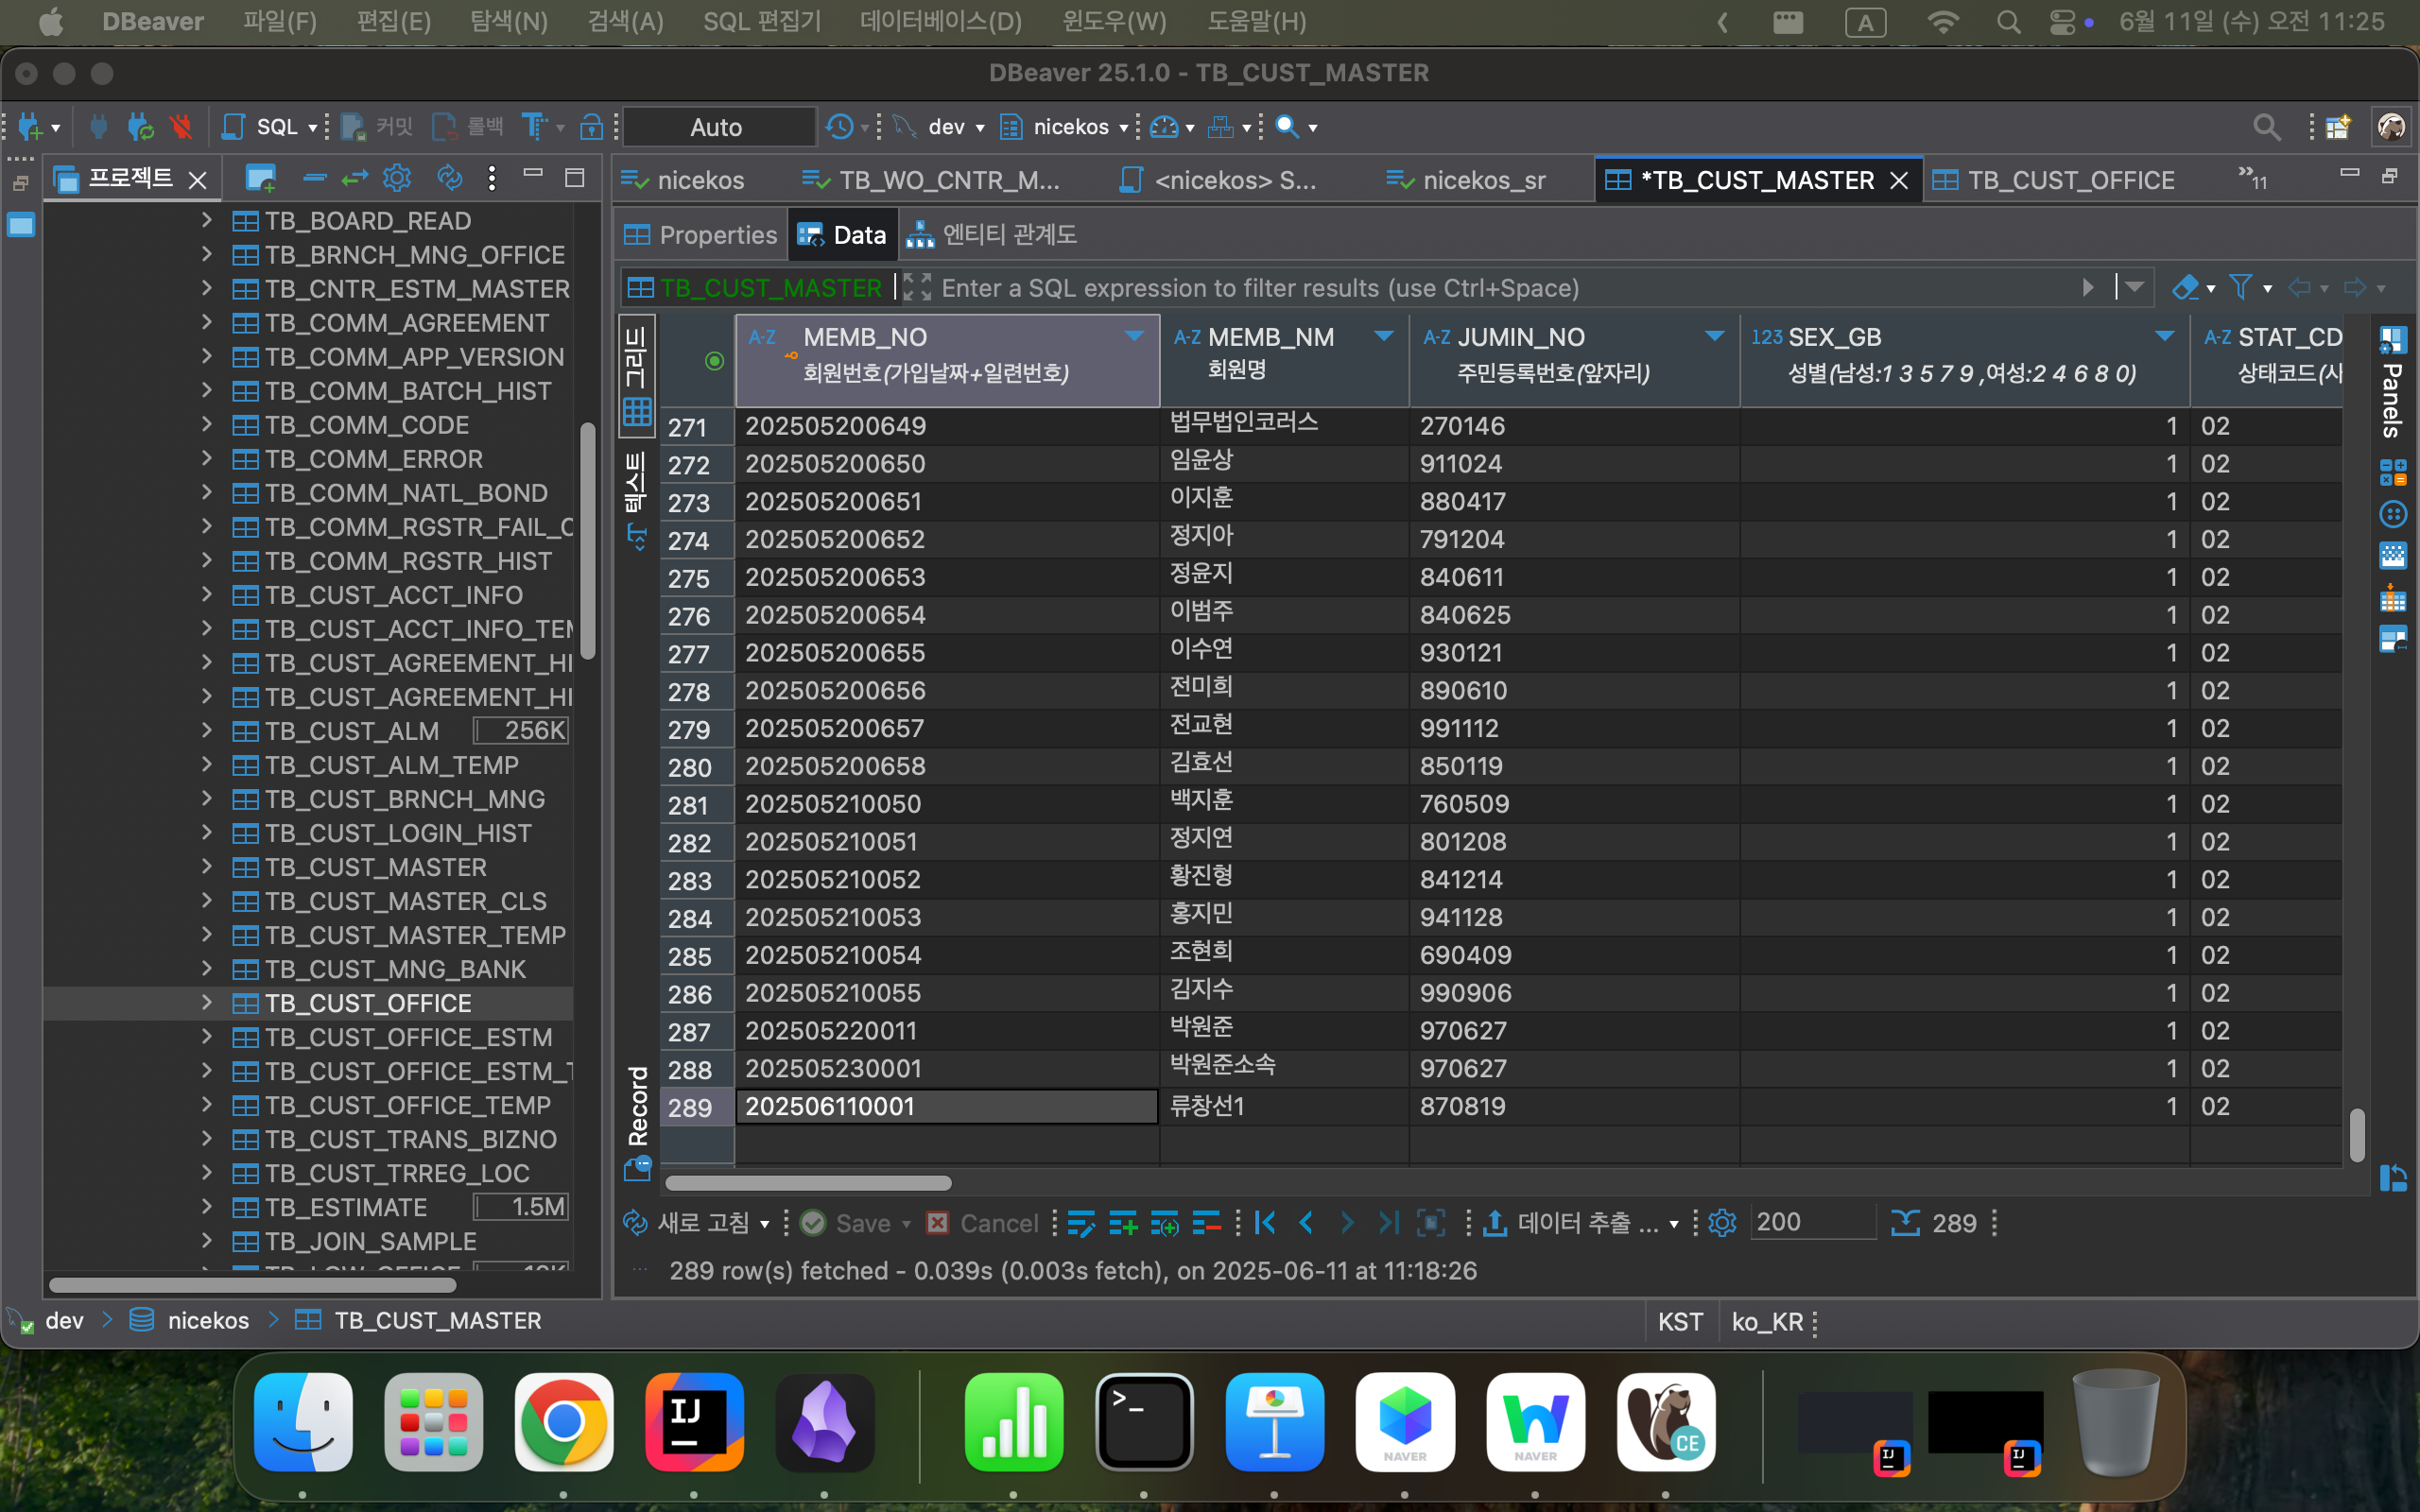 DBeaver 파일(F) 편집(E) 탐색(N) 검색(A) SQL 편집기 데이터베이스(D) 윈도우(W) 도움말(H) A 6월 11일 (수) 오전 11:25
DBeaver 25.1.0 - TB_CUST_MASTER
SQL 커밋 롤백 T Auto dev nicekos
프로젝트
nicekos TB_WO_CNTR_M... <nicekos> S... nicekos_sr *TB_CUST_MASTER TB_CUST_OFFICE »11
Properties Data 엔티티 관계도
TB_CUST_MASTER Enter a SQL expression to filter results (use Ctrl+Space)
TB_BOARD_READ
TB_BRNCH_MNG_OFFICE
TB_CNTR_ESTM_MASTER
TB_COMM_AGREEMENT
TB_COMM_APP_VERSION
TB_COMM_BATCH_HIST
TB_COMM_CODE
TB_COMM_ERROR
TB_COMM_NATL_BOND
TB_COMM_RGSTR_FAIL_C
TB_COMM_RGSTR_HIST
TB_CUST_ACCT_INFO
TB_CUST_ACCT_INFO_TEM
TB_CUST_AGREEMENT_HI
TB_CUST_AGREEMENT_HI
TB_CUST_ALM 256K
TB_CUST_ALM_TEMP
TB_CUST_BRNCH_MNG
TB_CUST_LOGIN_HIST
TB_CUST_MASTER
TB_CUST_MASTER_CLS
TB_CUST_MASTER_TEMP
TB_CUST_MNG_BANK
TB_CUST_OFFICE
TB_CUST_OFFICE_ESTM
TB_CUST_OFFICE_ESTM_T
TB_CUST_OFFICE_TEMP
TB_CUST_TRANS_BIZNO
TB_CUST_TRREG_LOC
TB_ESTIMATE 1.5M
TB_JOIN_SAMPLE
그리드
텍스트
Record
A-Z MEMB_NO A-Z MEMB_NM A-Z JUMIN_NO 123 SEX_GB A-Z STAT_CD
회원번호(가입날짜+일련번호) 회원명 주민등록번호(앞자리) 성별(남성:1 3 5 7 9 ,여성:2 4 6 8 0) 상태코드(사
271 202505200649 법무법인코러스 270146 1 02
272 202505200650 임윤상 911024 1 02
273 202505200651 이지훈 880417 1 02
274 202505200652 정지아 791204 1 02
275 202505200653 정윤지 840611 1 02
276 202505200654 이범주 840625 1 02
277 202505200655 이수연 930121 1 02
278 202505200656 전미희 890610 1 02
279 202505200657 전교현 991112 1 02
280 202505200658 김효선 850119 1 02
281 202505210050 백지훈 760509 1 02
282 202505210051 정지연 801208 1 02
283 202505210052 황진형 841214 1 02
284 202505210053 홍지민 941128 1 02
285 202505210054 조현희 690409 1 02
286 202505210055 김지수 990906 1 02
287 202505220011 박원준 970627 1 02
288 202505230001 박원준소속 970627 1 02
289 202506110001 류창선1 870819 1 02
Panels
새로 고침 Save Cancel 데이터 추출 ... 200 289
289 row(s) fetched - 0.039s (0.003s fetch), on 2025-06-11 at 11:18:26
dev nicekos TB_CUST_MASTER KST ko_KR
IJ >_ NAVER NAVER CE IJ IJ